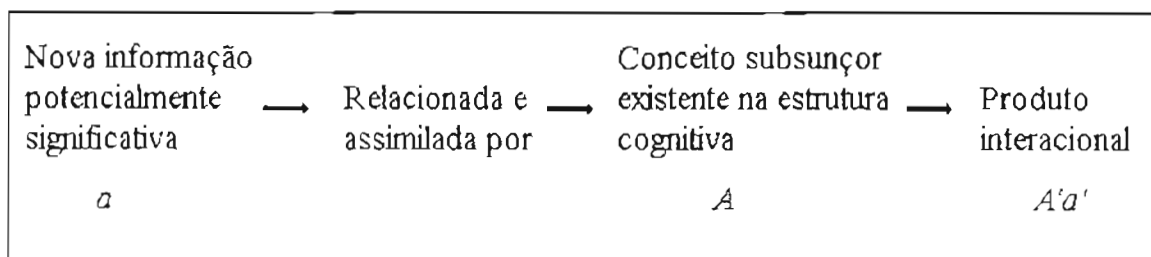 Nova informação
potencialmente
significativa
a
Relacionada e
assimilada por
Conceito subsunçor
existente na estrutura
cognitiva
A
Produto
interacional
A'a'